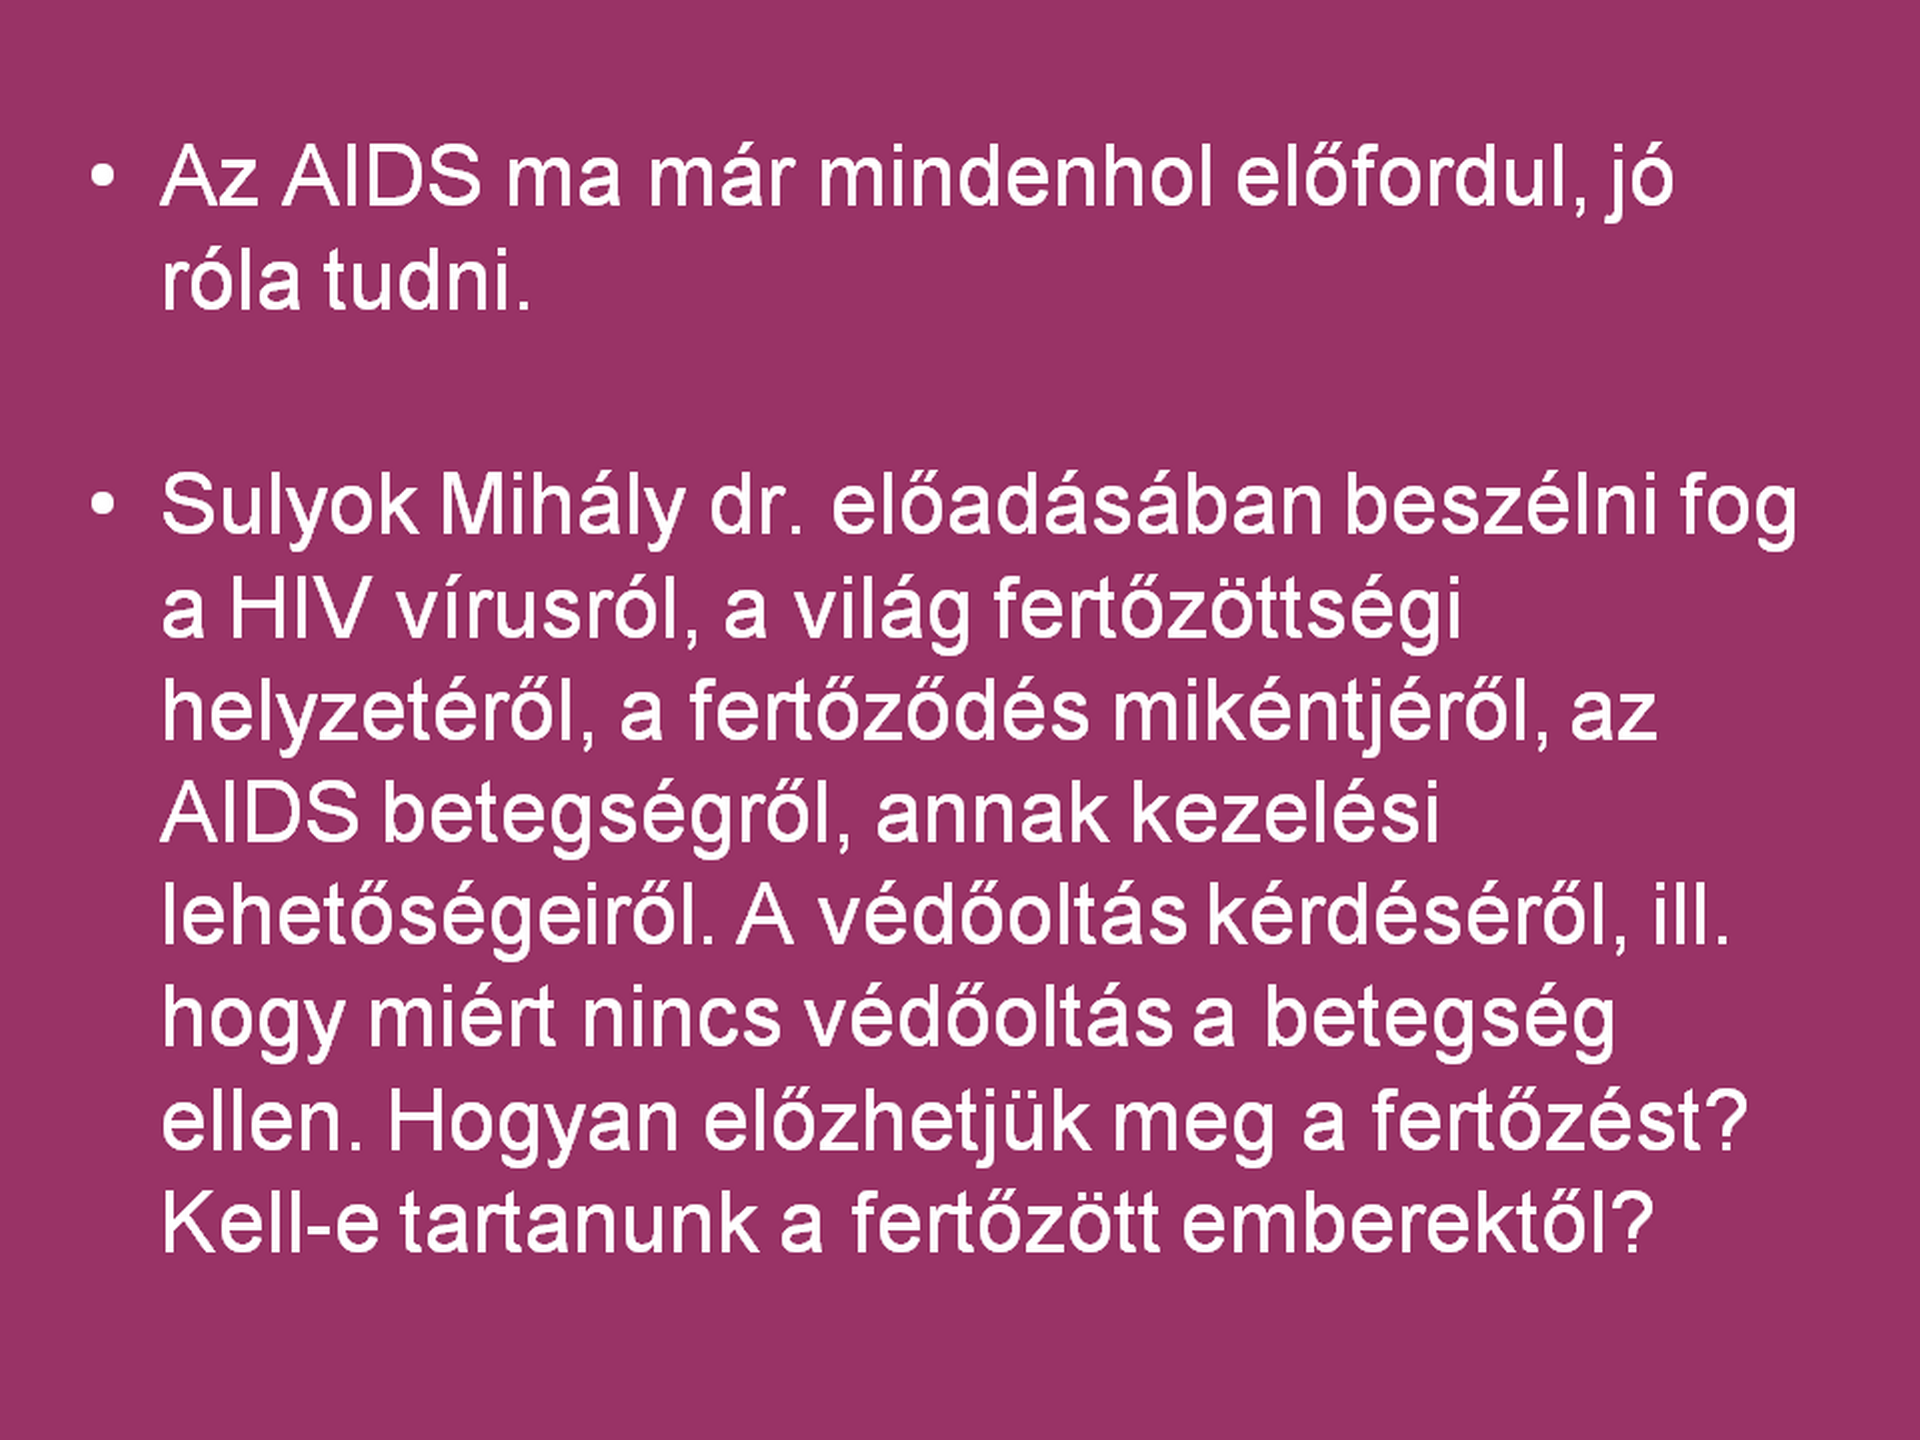 • Az AIDS ma már mindenhol előfordul, jó
róla tudni.
• Sulyok Mihály dr. előadásában beszélni fog
a HIV vírusról, a világ fertőzöttségi
helyzetéről, a fertőződés mikéntjéről, az
AIDS betegségről, annak kezelési
lehetőségeiről. A védőoltás kérdéséről, ill.
hogy miért nincs védőoltás a betegség
ellen. Hogyan előzhetjük meg a fertőzést?
Kell-e tartanunk a fertőzött emberektől?